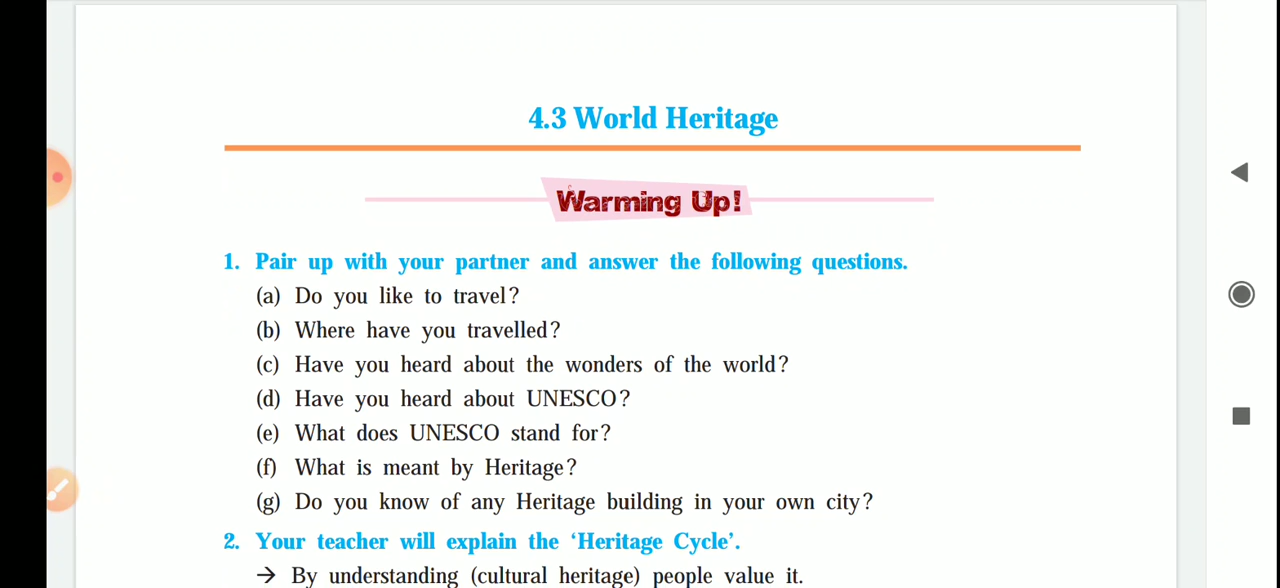 4.3 World Heritage
Warming Up!
1. Pair up with your partner and answer the following questions.
(a) Do you like to travel?
(b) Where have you travelled?
(c) Have you heard about the wonders of the world?
(d) Have you heard about UNESCO?
(e) What does UNESCO stand for?
(f) What is meant by Heritage?
(g) Do you know of any Heritage building in your own city?
2. Your teacher will explain the ‘Heritage Cycle’.
→ By understanding (cultural heritage) people value it.